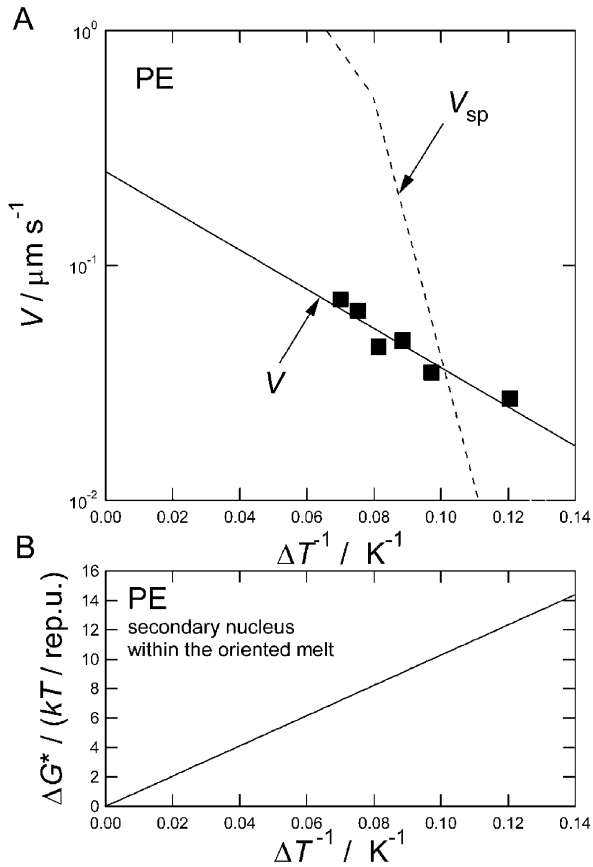 A
PE
10⁰
10⁻¹
10⁻²
V / μm s⁻¹
V_sp
V
0.00 0.02 0.04 0.06 0.08 0.10 0.12 0.14
ΔT⁻¹ / K⁻¹
B
PE
secondary nucleus
within the oriented melt
16
14
12
10
8
6
4
2
0
ΔG* / (kT / rep.u.)
0.00 0.02 0.04 0.06 0.08 0.10 0.12 0.14
ΔT⁻¹ / K⁻¹